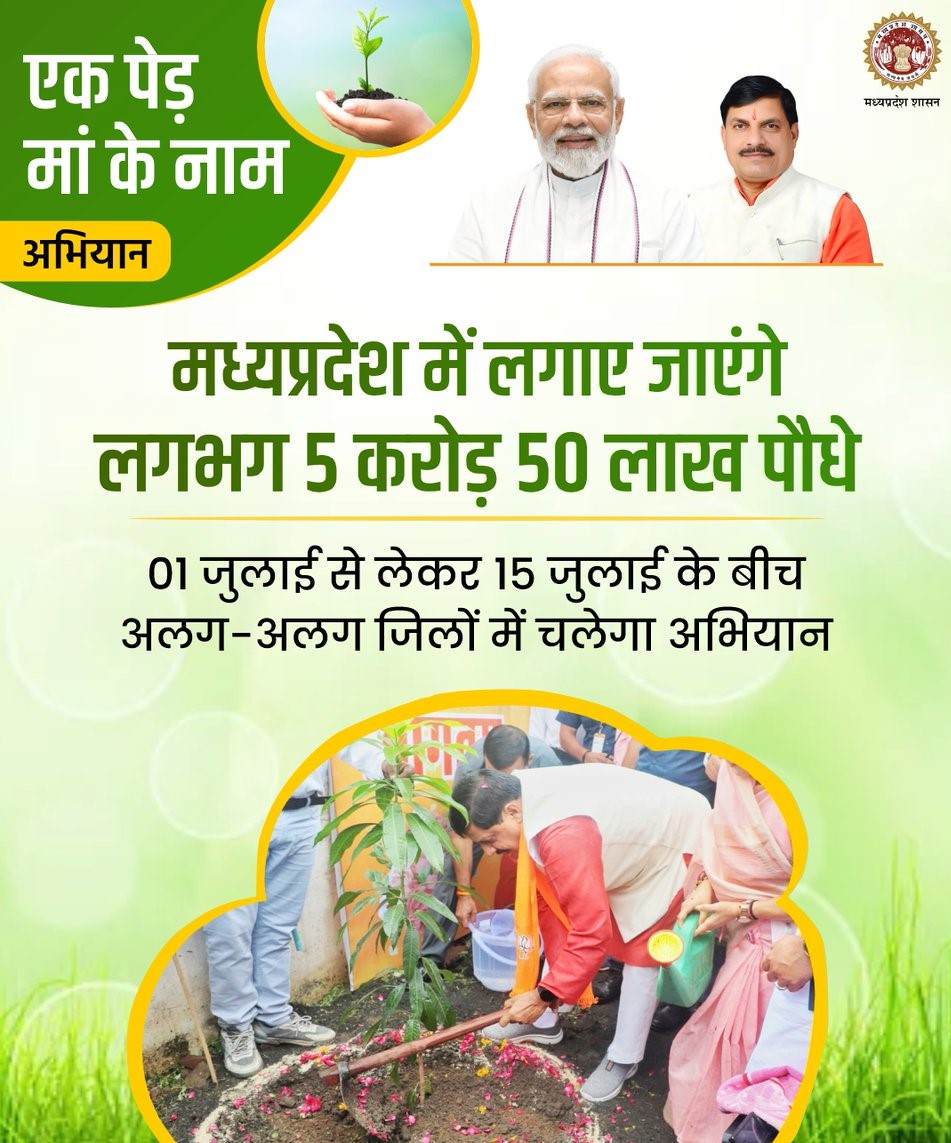 एक पेड़
मां के नाम
अभियान
मध्यप्रदेश शासन
मध्यप्रदेश में लगाए जाएंगे
लगभग 5 करोड़ 50 लाख पौधे
01 जुलाई से लेकर 15 जुलाई के बीच
अलग-अलग जिलों में चलेगा अभियान